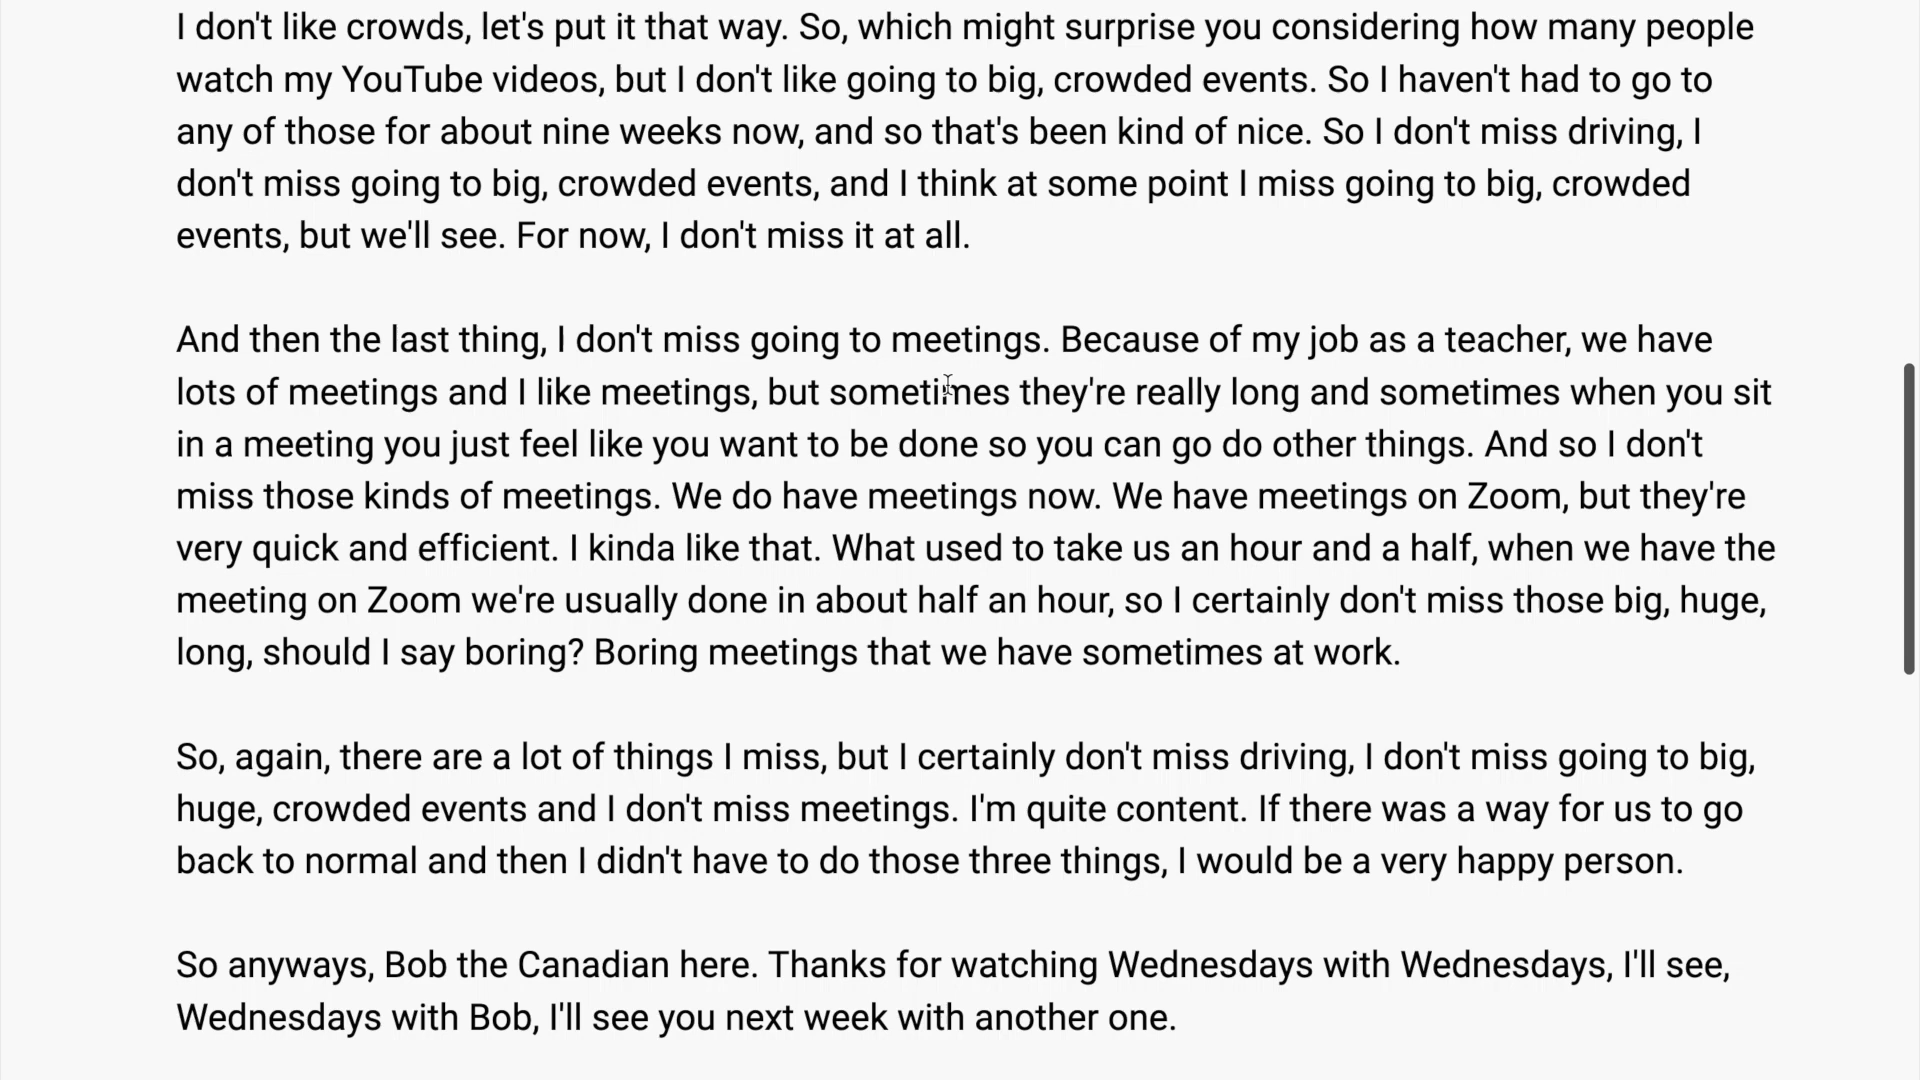 I don't like crowds, let's put it that way. So, which might surprise you considering how many people
watch my YouTube videos, but I don't like going to big, crowded events. So I haven't had to go to
any of those for about nine weeks now, and so that's been kind of nice. So I don't miss driving, I
don't miss going to big, crowded events, and I think at some point I miss going to big, crowded
events, but we'll see. For now, I don't miss it at all.
And then the last thing, I don't miss going to meetings. Because of my job as a teacher, we have
lots of meetings and I like meetings, but sometimes they're really long and sometimes when you sit
in a meeting you just feel like you want to be done so you can go do other things. And so I don't
miss those kinds of meetings. We do have meetings now. We have meetings on Zoom, but they're
very quick and efficient. I kinda like that. What used to take us an hour and a half, when we have the
meeting on Zoom we're usually done in about half an hour, so I certainly don't miss those big, huge,
long, should I say boring? Boring meetings that we have sometimes at work.
So, again, there are a lot of things I miss, but I certainly don't miss driving, I don't miss going to big,
huge, crowded events and I don't miss meetings. I'm quite content. If there was a way for us to go
back to normal and then I didn't have to do those three things, I would be a very happy person.
So anyways, Bob the Canadian here. Thanks for watching Wednesdays with Wednesdays, I'll see,
Wednesdays with Bob, I'll see you next week with another one.